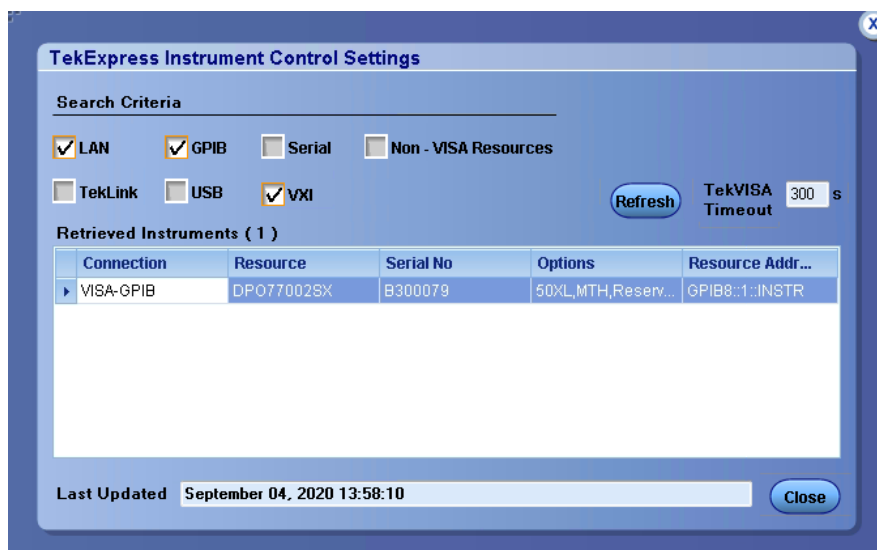 X
TekExpress Instrument Control Settings
Search Criteria
LAN GPIB Serial Non - VISA Resources
TekLink USB VXI
Refresh
TekVISA
Timeout
300 s
Retrieved Instruments ( 1 )
Connection Resource Serial No Options Resource Addr...
VISA-GPIB DPO77002SX B300079 50XL,MTH,Reserv... GPIB8::1::INSTR
Last Updated September 04, 2020 13:58:10
Close